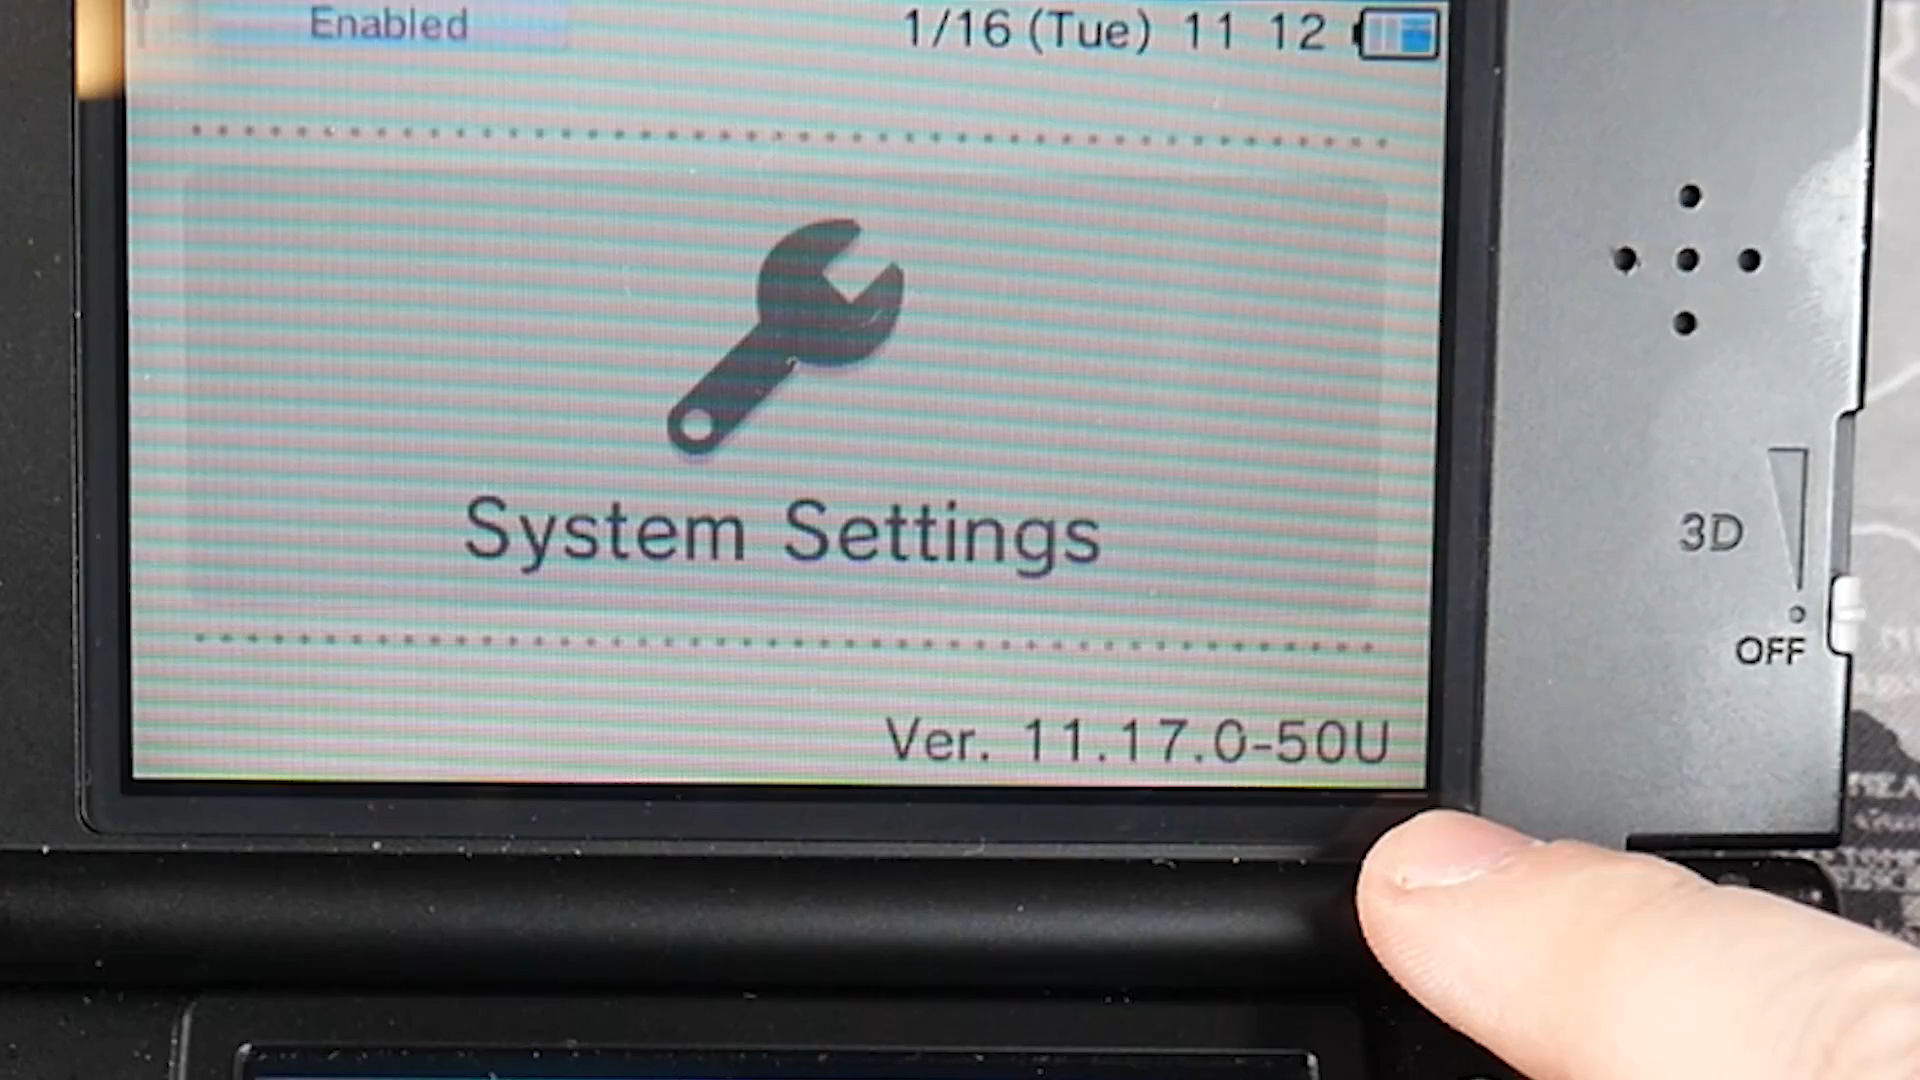 Enabled
1/16 (Tue) 11 12
System Settings
3D
OFF
Ver. 11.17.0-50U